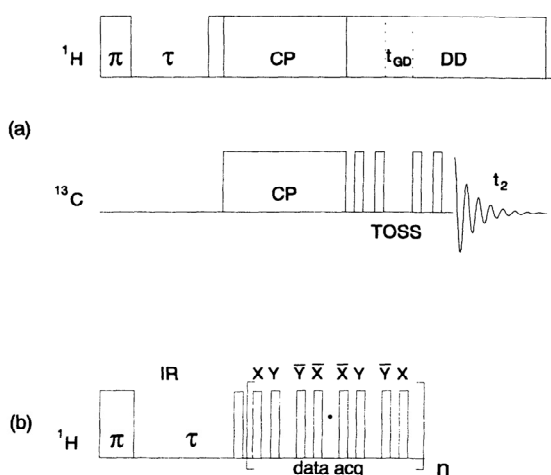 ¹H π τ CP t_GD DD
(a)
¹³C CP t₂
TOSS
IR X Y Ȳ X̄ X̄ Y Ȳ X
(b) ¹H π τ
data acq n